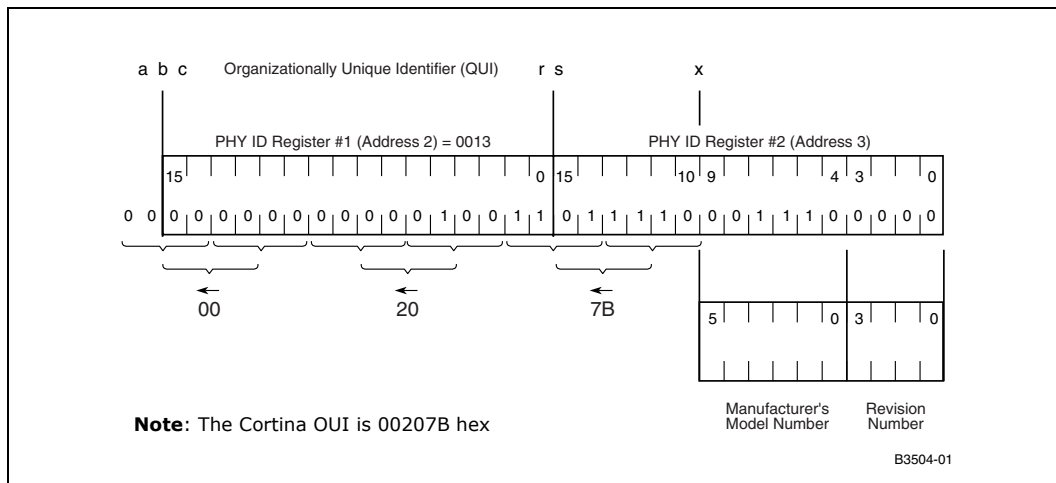 a b c Organizationally Unique Identifier (QUI) r s x
PHY ID Register #1 (Address 2) = 0013 PHY ID Register #2 (Address 3)
15 0 15 10 9 4 3 0
0 0 0 0 0 0 0 0 0 0 0 0 0 1 0 0 1 1 0 1 1 1 1 0 0 0 1 1 1 0 0 0 0 0
00 20 7B
5 0 3 0
Manufacturer's Revision
Model Number Number
Note: The Cortina OUI is 00207B hex
B3504-01